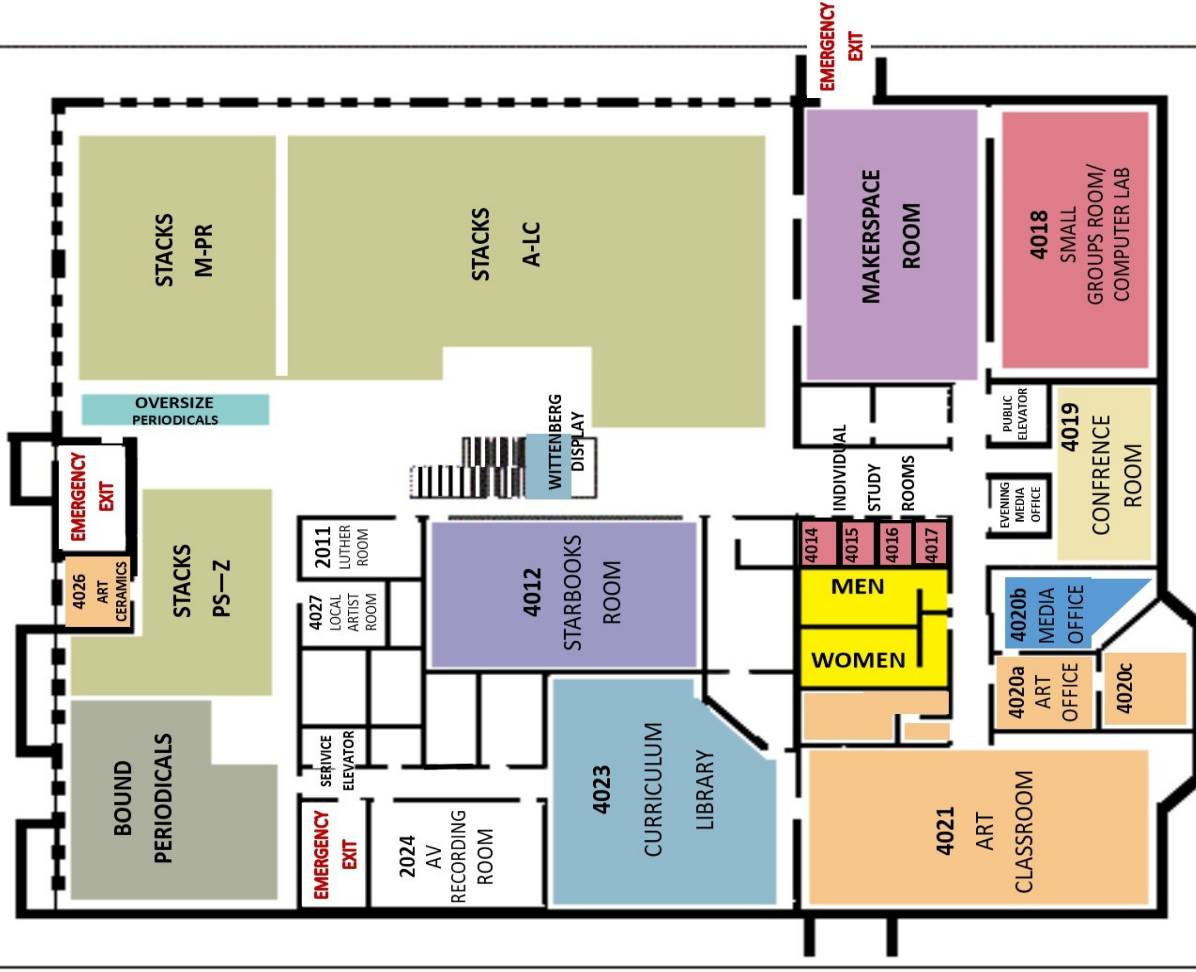 EMERGENCY
EXIT
STACKS
M-PR
STACKS
A-LC
MAKERSPACE
ROOM
4018
SMALL
GROUPS ROOM/
COMPUTER LAB
OVERSIZE
PERIODICALS
WITTENBERG
DISPLAY
INDIVIDUAL
STUDY
ROOMS
PUBLIC
ELEVATOR
4019
CONFRENCE
ROOM
EMERGENCY
EXIT
EVENING
MEDIA
OFFICE
4026
ART
CERAMICS
STACKS
PS—Z
2011
LUTHER
ROOM
4027
LOCAL
ARTIST
ROOM
4012
STARBOOKS
ROOM
4014
4015
4016
4017
MEN
WOMEN
4020b
MEDIA
OFFICE
4020a
ART
OFFICE
4020c
BOUND
PERIODICALS
SERIVICE
ELEVATOR
EMERGENCY
EXIT
2024
AV
RECORDING
ROOM
4023
CURRICULUM
LIBRARY
4021
ART
CLASSROOM